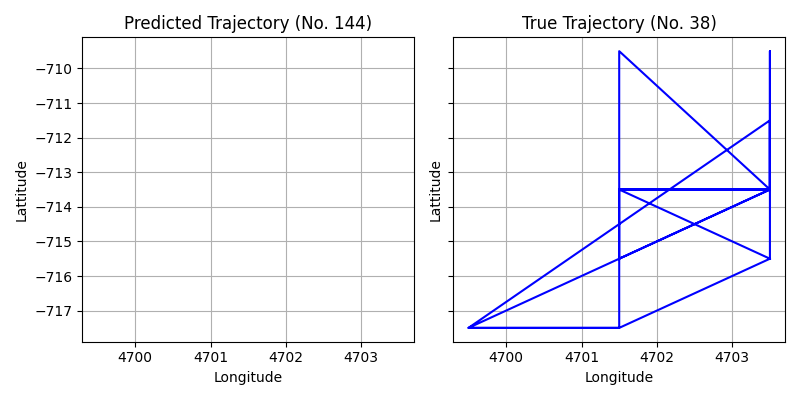 Predicted Trajectory (No. 144)
True Trajectory (No. 38)
Lattitude
−710
−711
−712
−713
−714
−715
−716
−717
4700
4701
4702
4703
Longitude
Lattitude
4700
4701
4702
4703
Longitude